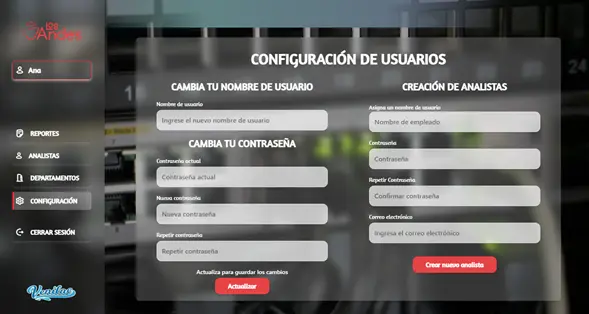 los
Andes
Ana
REPORTES
ANALISTAS
DEPARTAMENTOS
CONFIGURACIÓN
CERRAR SESIÓN
Venilac
CONFIGURACIÓN DE USUARIOS
CAMBIA TU NOMBRE DE USUARIO
Nombre de usuario
Ingrese el nuevo nombre de usuario
CAMBIA TU CONTRASEÑA
Contraseña actual
Contraseña actual
Nueva contraseña
Nueva contraseña
Repetir contraseña
Repetir contraseña
Actualiza para guardar los cambios
Actualizar
CREACIÓN DE ANALISTAS
Asigna un nombre de usuario
Nombre de empleado
Contraseña
Contraseña
Repetir Contraseña
Confirmar contraseña
Correo electrónico
Ingresa el correo electrónico
Crear nuevo analista
24